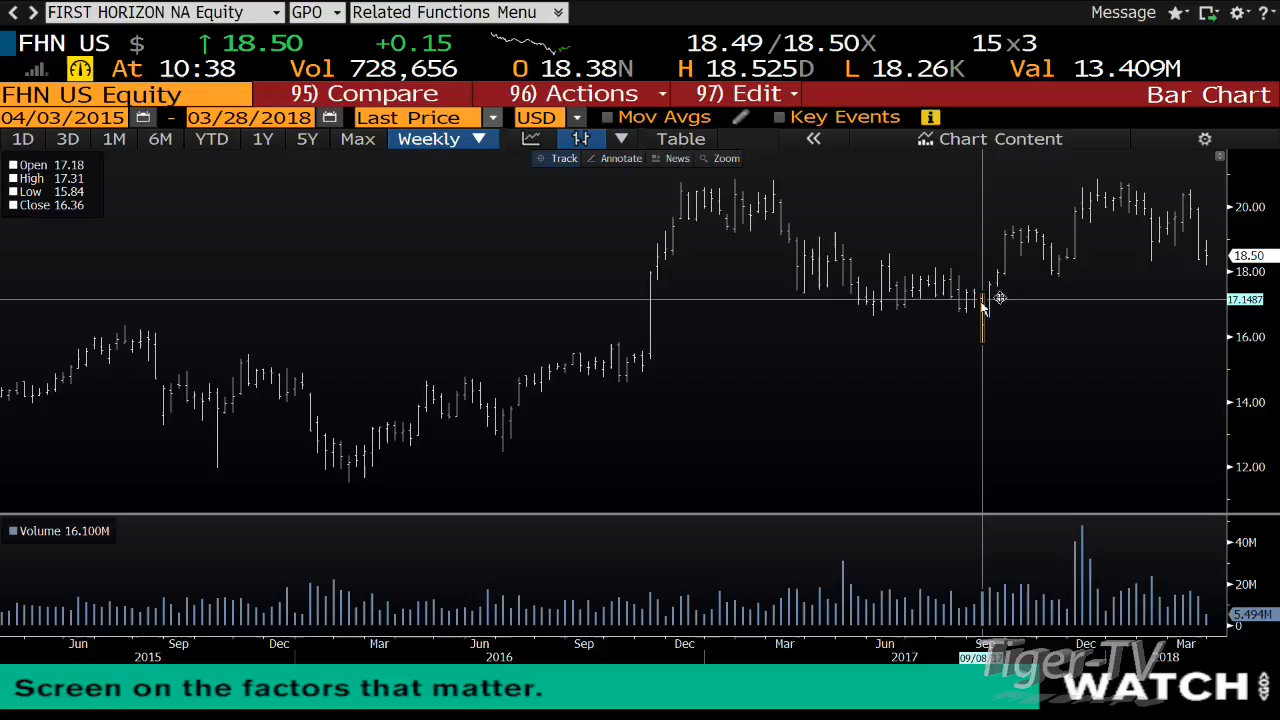 FIRST HORIZON NA Equity GPO Related Functions Menu Message ?
FHN US $ ↑ 18.50 +0.15 18.49 /18.50X 15 x3
At 10:38 Vol 728,656 O 18.38N H 18.525D L 18.26K Val 13.409M
FHN US Equity 95) Compare 96) Actions 97) Edit Bar Chart
04/03/2015 - 03/28/2018 Last Price USD Mov Avgs Key Events i
1D 3D 1M 6M YTD 1Y 5Y Max Weekly ▼ Table « Chart Content
Track Annotate News Zoom
Open 17.18
High 17.31
Low 15.84
Close 16.36
20.00
18.50
18.00
17.1487
16.00
14.00
12.00
Volume 16.100M
40M
20M
5.494M
0
Jun Sep Dec Mar Jun Sep Dec Mar Jun Sep Dec Mar
2015 2016 2017 09/08/17 2018
Tiger-TV
Screen on the factors that matter. WATCH